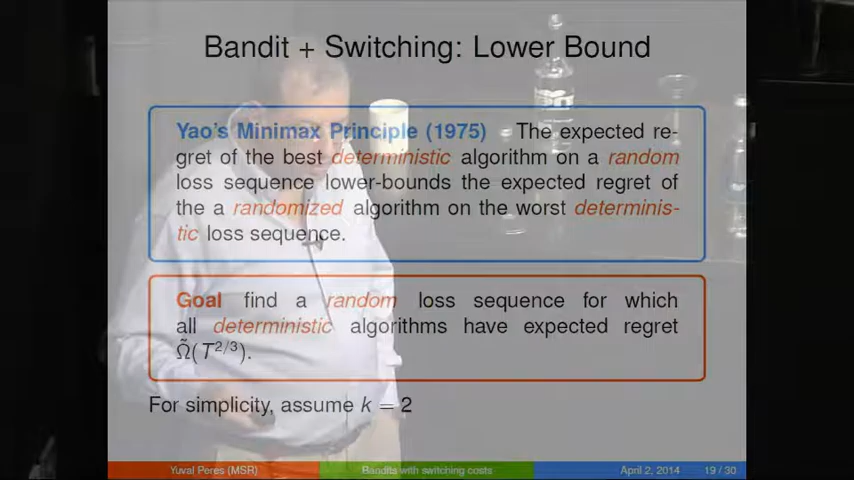 Bandit + Switching: Lower Bound
Yao's Minimax Principle (1975) The expected re-
gret of the best deterministic algorithm on a random
loss sequence lower-bounds the expected regret of
the a randomized algorithm on the worst determinis-
tic loss sequence.
Goal find a random loss sequence for which
all deterministic algorithms have expected regret
Ω̃(T^{2/3}).
For simplicity, assume k = 2
Yuval Peres (MSR) Bandits with switching costs April 2, 2014 19 / 30